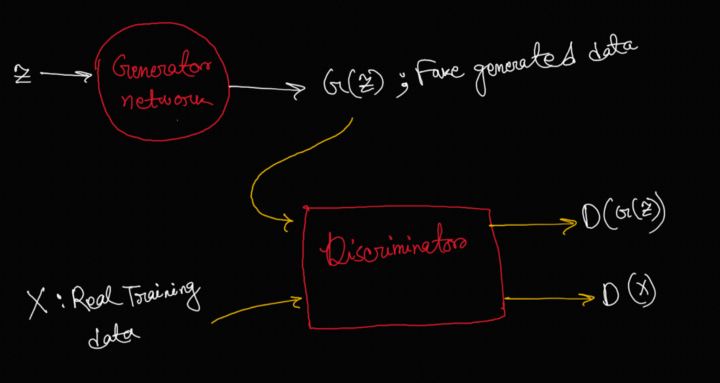 Z
Generator
network
G(Z) ; Fake generated data
Discriminator
D(G(Z))
X : Real Training
data
D(X)